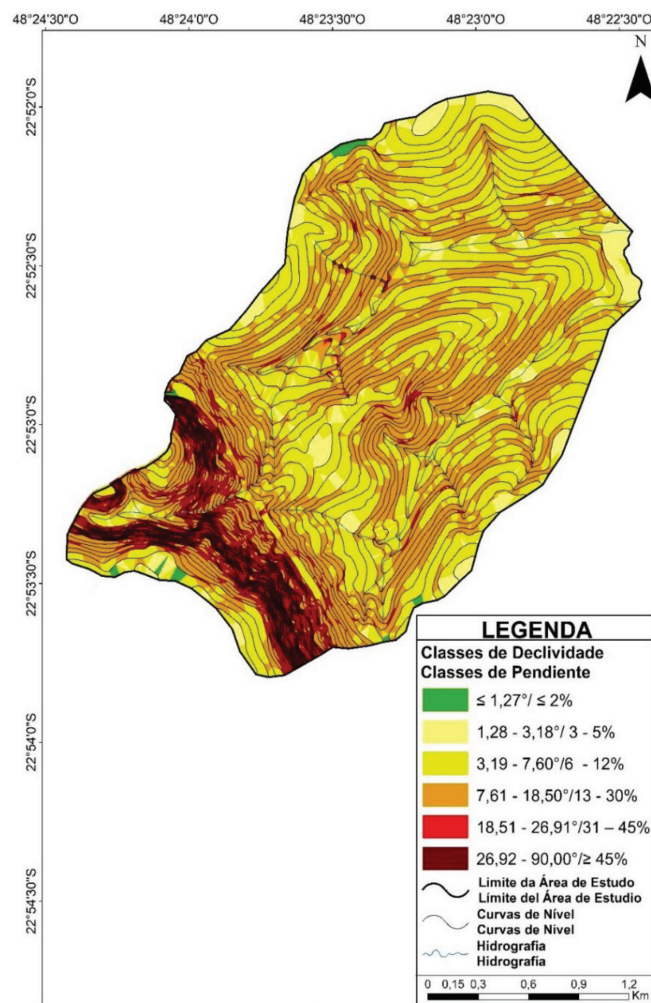 48°24'30"O 48°24'0"O 48°23'30"O 48°23'0"O 48°22'30"O
N
22°52'0"S
22°52'30"S
22°53'0"S
22°53'30"S
22°54'0"S
22°54'30"S
LEGENDA
Classes de Declividade
Classes de Pendiente
≤ 1,27°/ ≤ 2%
1,28 - 3,18°/ 3 - 5%
3,19 - 7,60°/6 - 12%
7,61 - 18,50°/13 - 30%
18,51 - 26,91°/31 – 45%
26,92 - 90,00°/≥ 45%
Limite da Área de Estudo
Límite del Área de Estudio
Curvas de Nível
Curvas de Nivel
Hidrografia
Hidrografía
0 0,15 0,3 0,6 0,9 1,2
Km